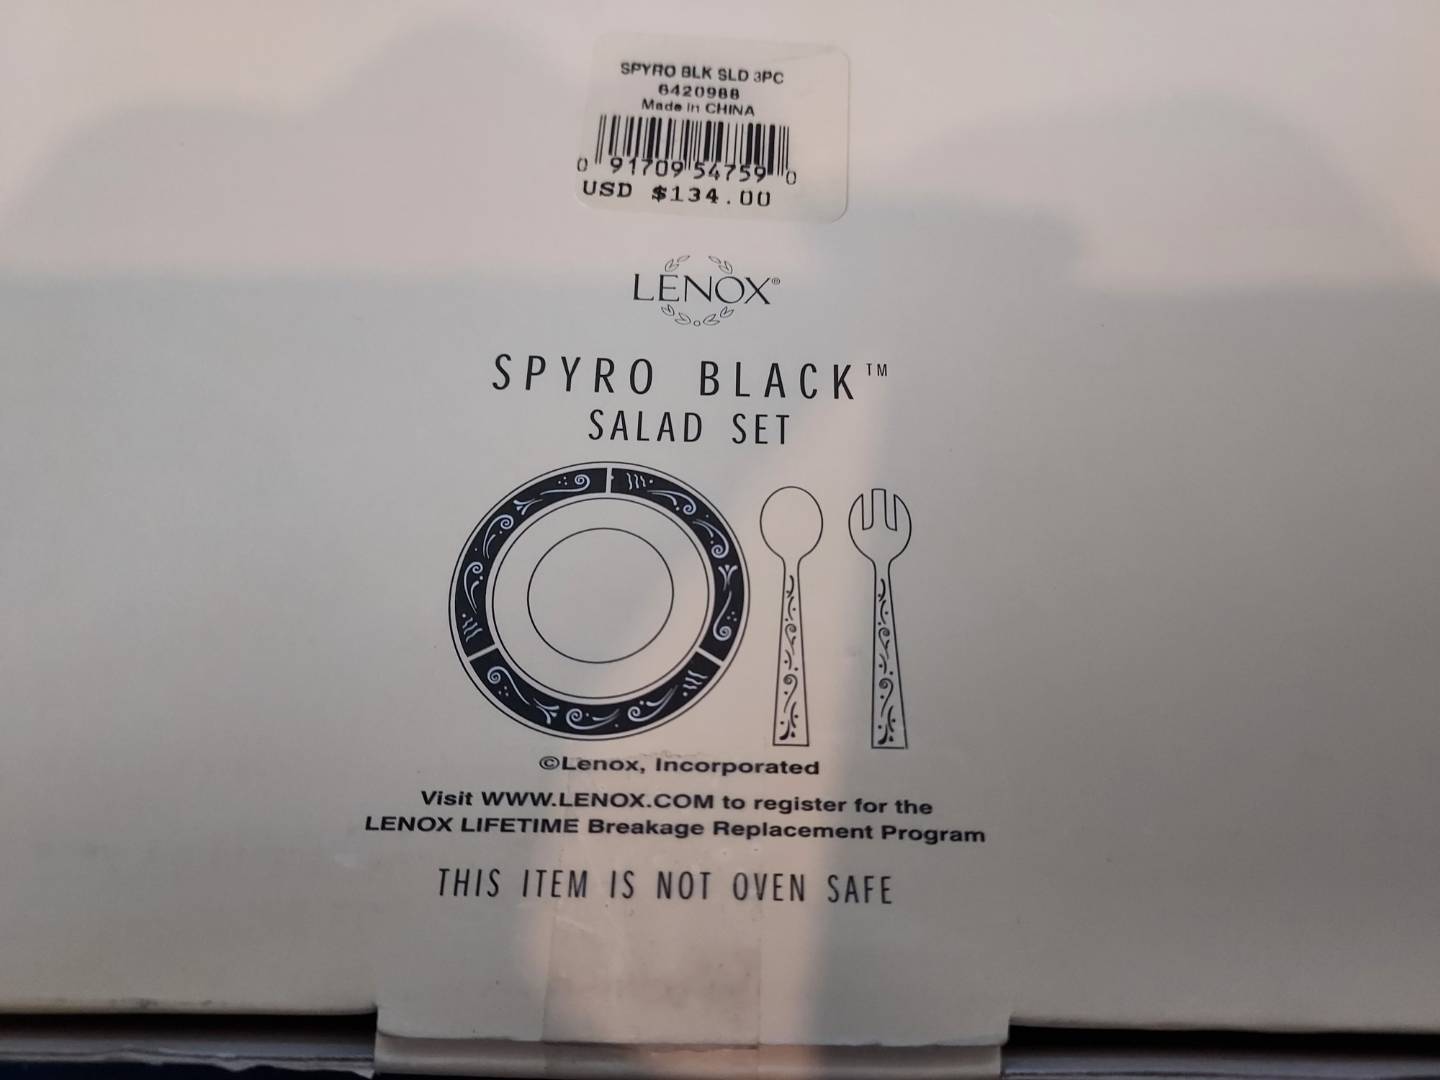 SPYRO BLK SLD 3PC
6420988
Made in CHINA
0 91709 54759 0
USD $134.00
LENOX®
SPYRO BLACK™
SALAD SET
©Lenox, Incorporated
Visit WWW.LENOX.COM to register for the
LENOX LIFETIME Breakage Replacement Program
THIS ITEM IS NOT OVEN SAFE